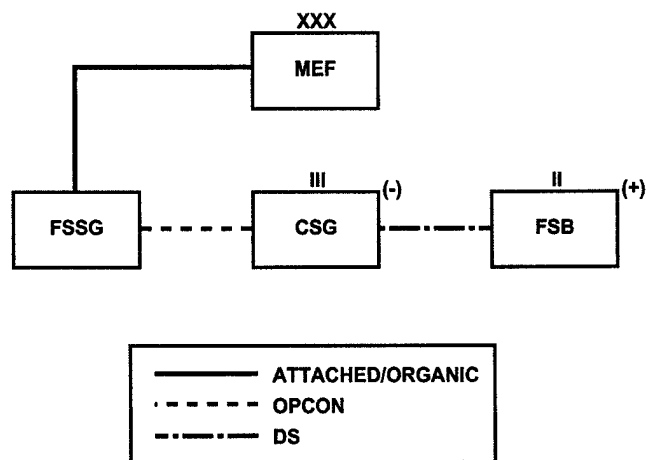 XXX
MEF
III
(-)
II
(+)
FSSG
CSG
FSB
ATTACHED/ORGANIC
OPCON
DS